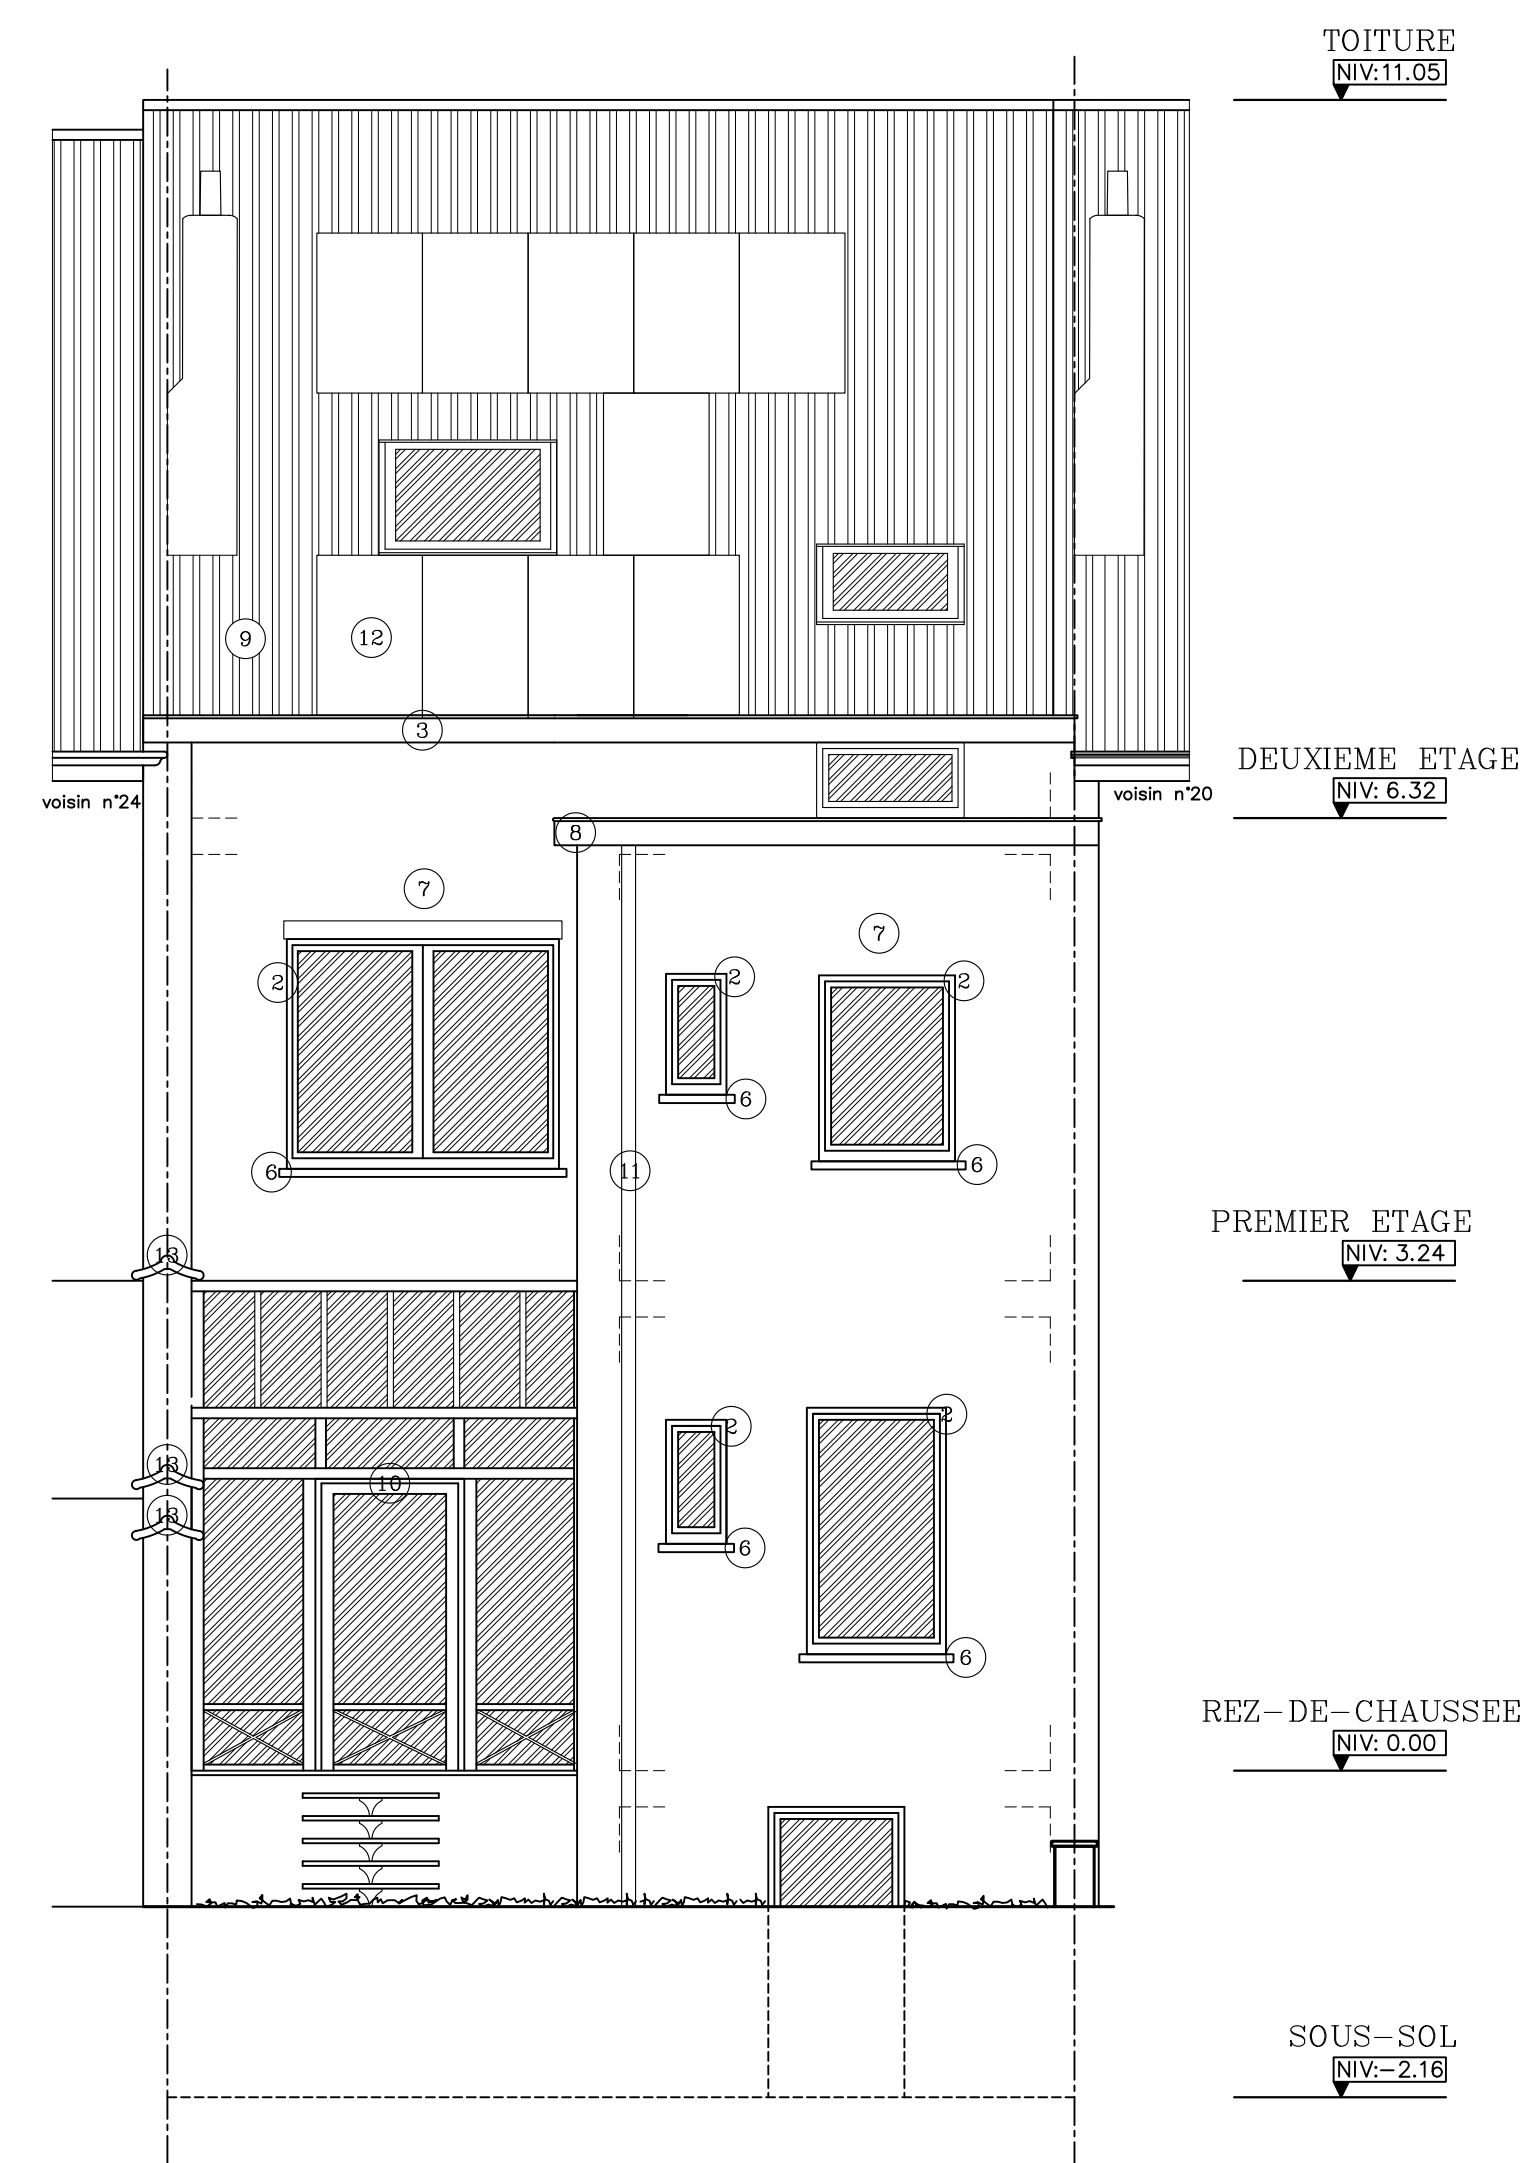 TOITURE
NIV:11.05
9
12
3
DEUXIEME ETAGE
NIV: 6.32
voisin n°24
voisin n°20
8
7
7
2
2
2
6
6
6
11
PREMIER ETAGE
NIV: 3.24
13
2
2
13
10
13
6
6
REZ-DE-CHAUSSEE
NIV: 0.00
SOUS-SOL
NIV:-2.16